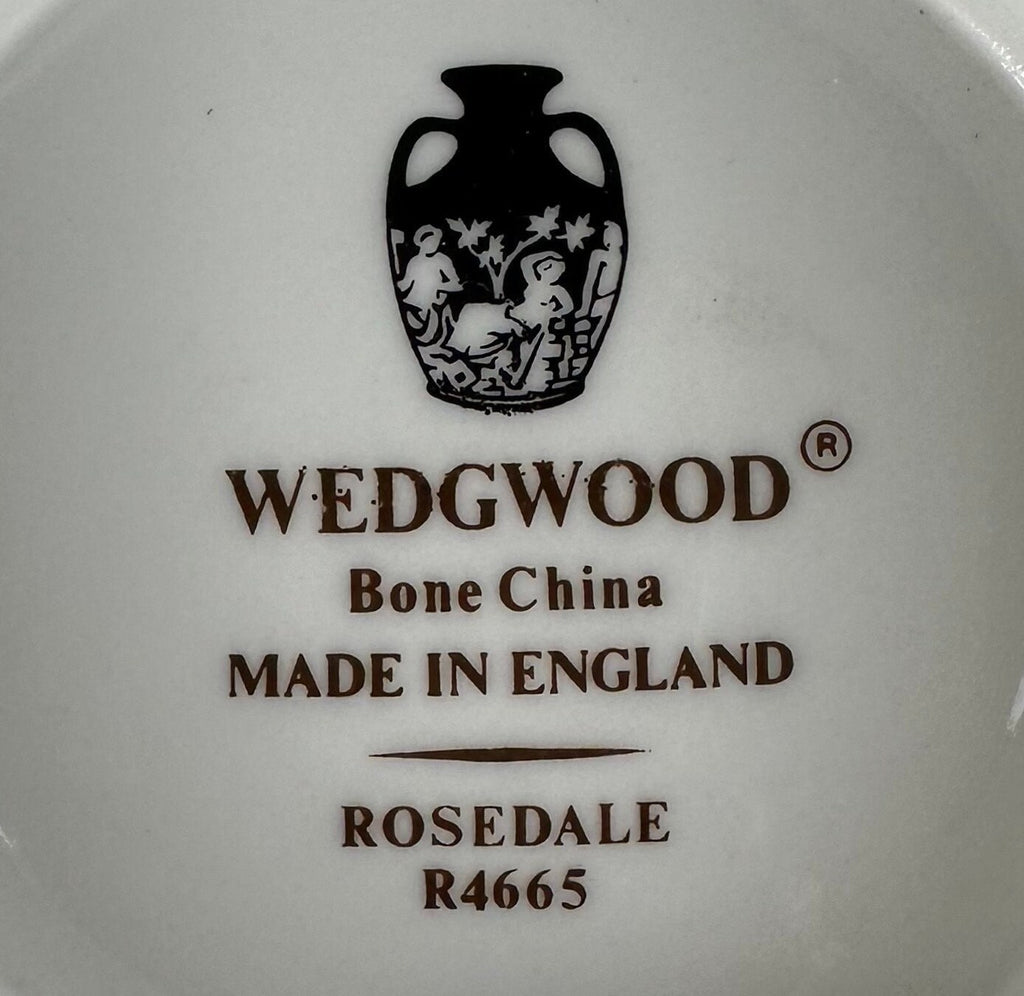 WEDGWOOD®
Bone China
MADE IN ENGLAND
ROSEDALE
R4665